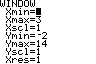 WINDOW
Xmin=
Xmax=3
Xscl=1
Ymin=-2
Ymax=14
Yscl=1
Xres=1